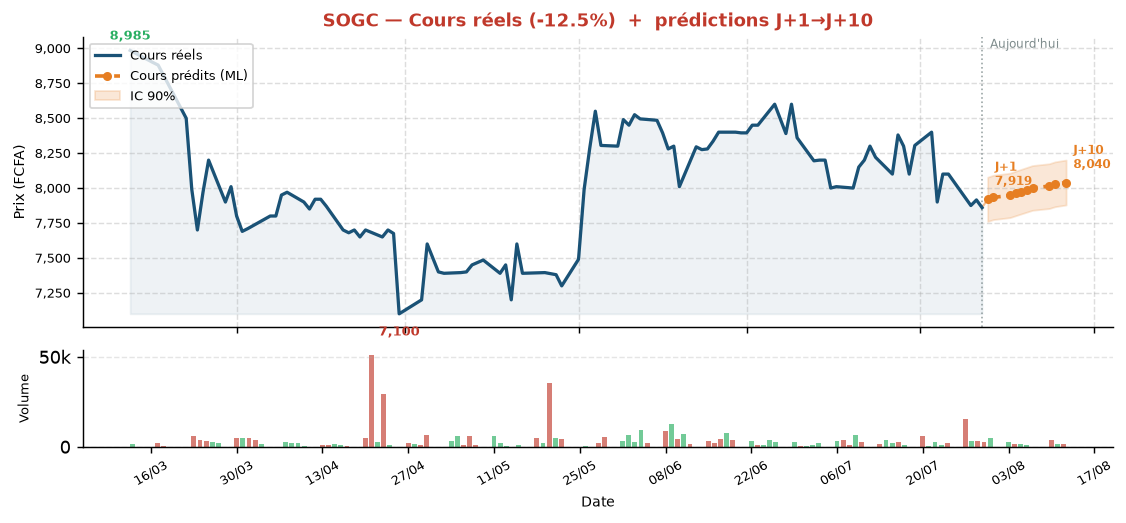 SOGC — Cours réels (-12.5%)  +  prédictions J+1→J+10
8,985
Aujourd'hui
Cours réels
Cours prédits (ML)
IC 90%
9,000
8,750
8,500
8,250
8,000
7,750
7,500
7,250
Prix (FCFA)
J+1
7,919
J+10
8,040
7,100
50k
0
Volume
16/03
30/03
13/04
27/04
11/05
25/05
08/06
22/06
06/07
20/07
03/08
17/08
Date